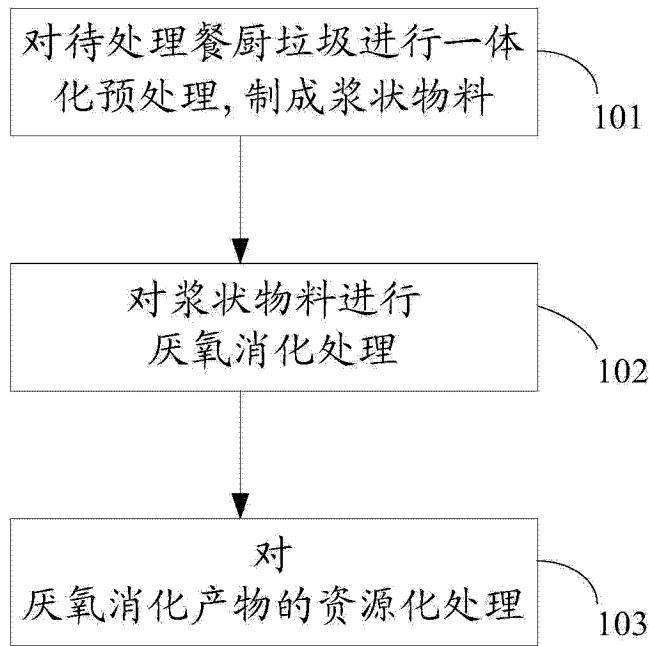 对待处理餐厨垃圾进行一体
化预处理,制成浆状物料
101
对浆状物料进行
厌氧消化处理
102
对
厌氧消化产物的资源化处理
103